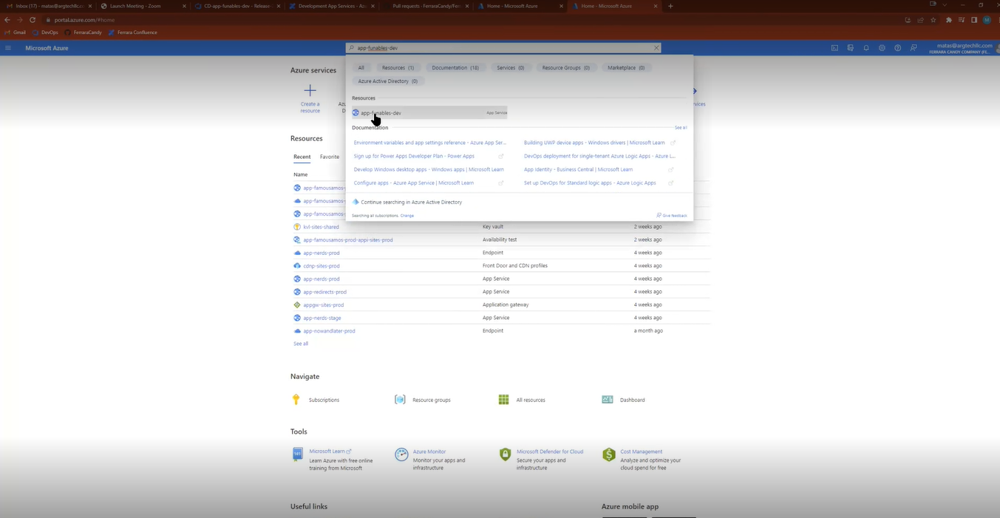 Inbox (17) - matas@argtechllc.c
Launch Meeting - Zoom
CD-app-funables-dev - Release-
Development App Services - Az
Pull requests - FerraraCandy/Fer
Home - Microsoft Azure
Home - Microsoft Azure
portal.azure.com/#home
Gmail
DevOps
FerraraCandy
Ferrara Confluence
Microsoft Azure
app-funables-dev
matas@argtechllc.com
FERRARA CANDY COMPANY (FE...
All
Resources (1)
Documentation (18)
Services (0)
Resource Groups (0)
Marketplace (0)
Azure Active Directory (0)
Resources
app-funables-dev
App Service
Documentation
See all
Environment variables and app settings reference - Azure App Ser...
Building UWP device apps - Windows drivers | Microsoft Learn
Sign up for Power Apps Developer Plan - Power Apps
DevOps deployment for single-tenant Azure Logic Apps - Azure L...
Develop Windows desktop apps - Windows apps | Microsoft Learn
App Identity - Business Central | Microsoft Learn
Configure apps - Azure App Service | Microsoft Learn
Set up DevOps for Standard logic apps - Azure Logic Apps
Continue searching in Azure Active Directory
Searching all subscriptions. Change
Give feedback
Azure services
Create a
resource
Az
D
vices
Resources
Recent
Favorite
Name
app-famousamos-
app-famousamos-
app-famousamos-
kvl-sites-shared
Key vault
2 weeks ago
app-famousamos-prod-appi-sites-prod
Availability test
2 weeks ago
app-nerds-prod
Endpoint
4 weeks ago
cdnp-sites-prod
Front Door and CDN profiles
4 weeks ago
app-nerds-prod
App Service
4 weeks ago
app-redirects-prod
App Service
4 weeks ago
appgw-sites-prod
Application gateway
4 weeks ago
app-nerds-stage
App Service
4 weeks ago
app-nowandlater-prod
Endpoint
a month ago
See all
Navigate
Subscriptions
Resource groups
All resources
Dashboard
Tools
Microsoft Learn
Learn Azure with free online
training from Microsoft
Azure Monitor
Monitor your apps and
infrastructure
Microsoft Defender for Cloud
Secure your apps and
infrastructure
Cost Management
Analyze and optimize your
cloud spend for free
Useful links
Azure mobile app